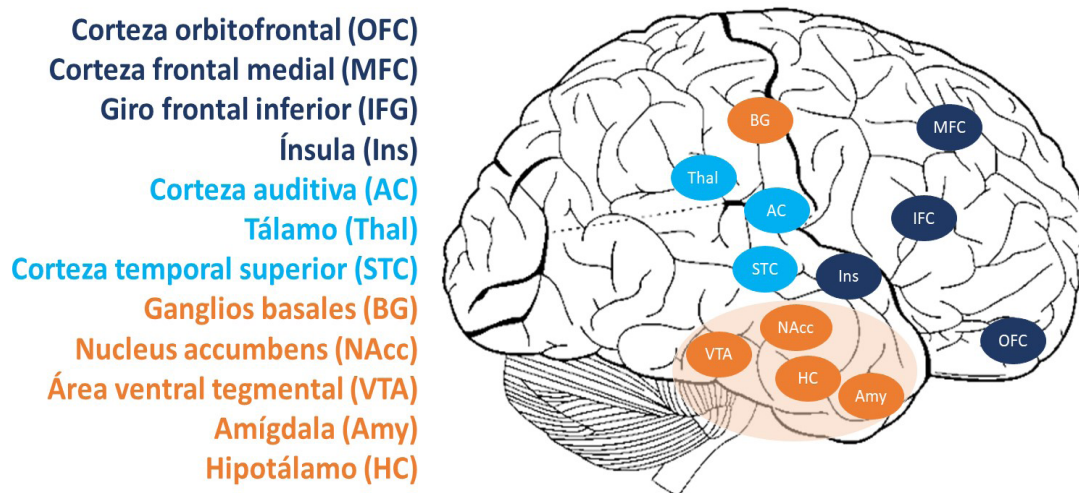 Corteza orbitofrontal (OFC)
Corteza frontal medial (MFC)
Giro frontal inferior (IFG)
Ínsula (Ins)
Corteza auditiva (AC)
Tálamo (Thal)
Corteza temporal superior (STC)
Ganglios basales (BG)
Nucleus accumbens (NAcc)
Área ventral tegmental (VTA)
Amígdala (Amy)
Hipotálamo (HC)
BG
MFC
Thal
AC
IFC
STC
Ins
NAcc
OFC
VTA
HC
Amy